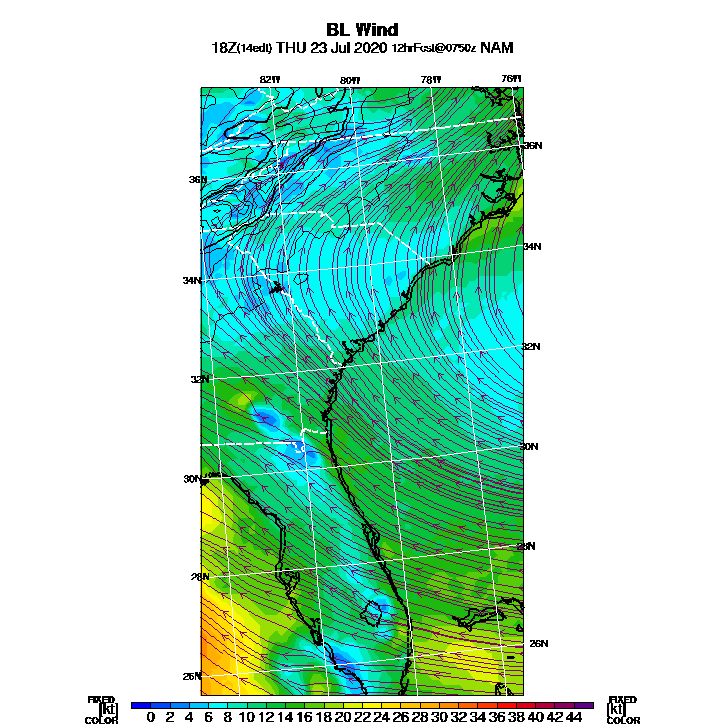 BL Wind
18Z(14edt) THU 23 Jul 2020 12hrFcst@0750z NAM
82W 80W 78W 76W
36N
36N
34N
34N
32N
32N
30N
30N
28N
28N
26N
26N
FIXED FIXED
[kt] 0 2 4 6 8 10 12 14 16 18 20 22 24 26 28 30 32 34 36 38 40 42 44 [kt]
COLOR COLOR